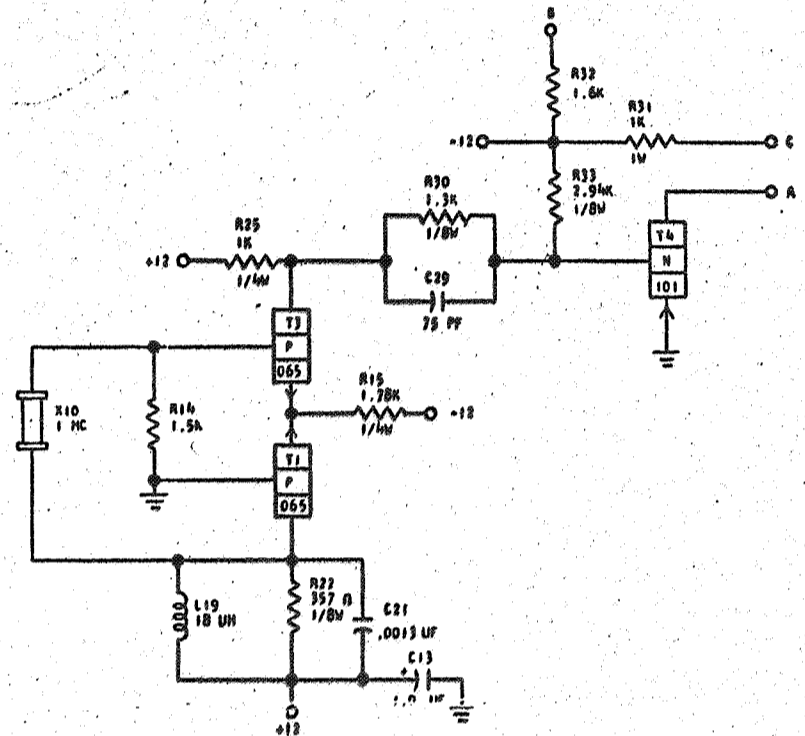 B
R32
1.6K
R31
1K
1W
-12
C
R33
2.94K
1/8W
A
R30
1.3K
1/8W
R25
1K
1/4W
+12
C29
75 PF
T4
N
101
T3
P
065
R15
1.78K
1/4W
-12
X10
1 MC
R14
1.5K
T1
P
065
L19
18 UH
R22
357 Ω
1/8W
C21
.0013 UF
C13
+
UF
+12